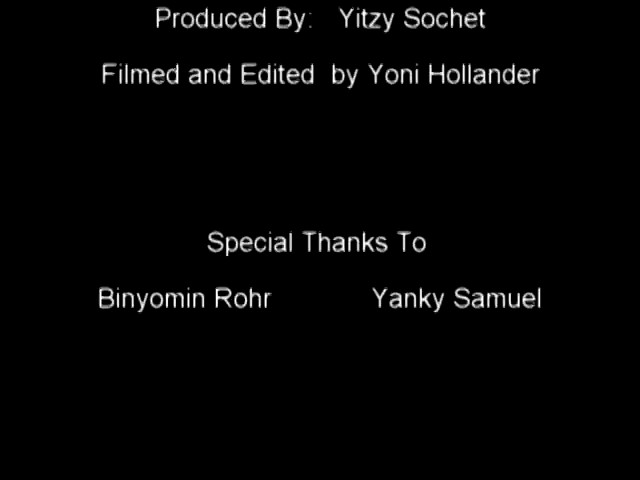 Produced By: Yitzy Sochet
Filmed and Edited by Yoni Hollander
Special Thanks To
Binyomin Rohr Yanky Samuel